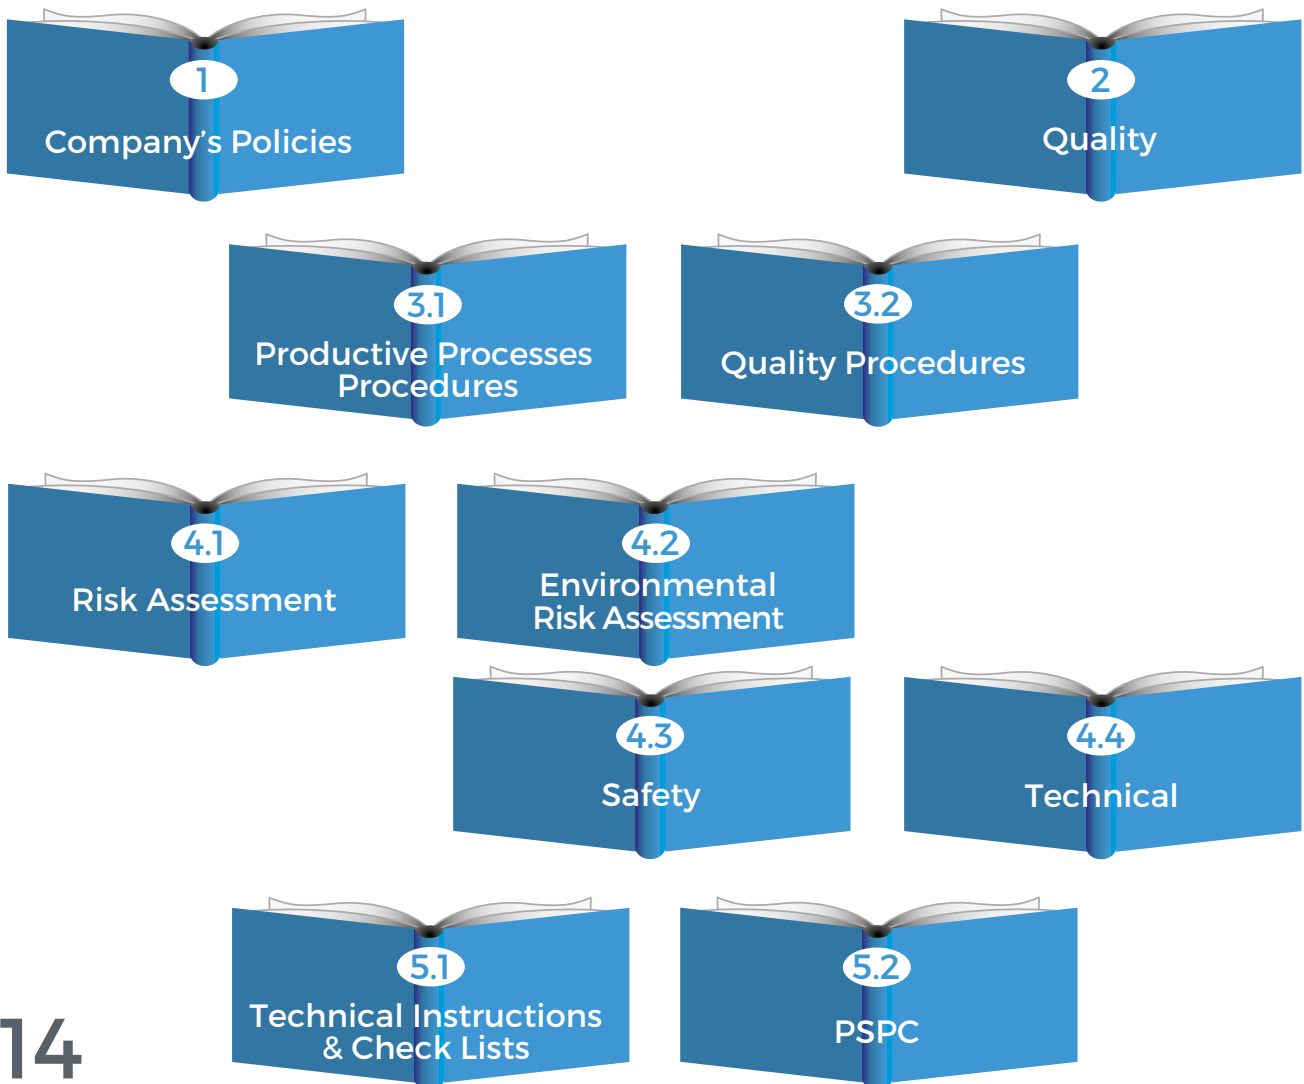 1
Company's Policies
2
Quality
3.1
Productive Processes
Procedures
3.2
Quality Procedures
4.1
Risk Assessment
4.2
Environmental
Risk Assessment
4.3
Safety
4.4
Technical
5.1
Technical Instructions
& Check Lists
5.2
PSPC
14